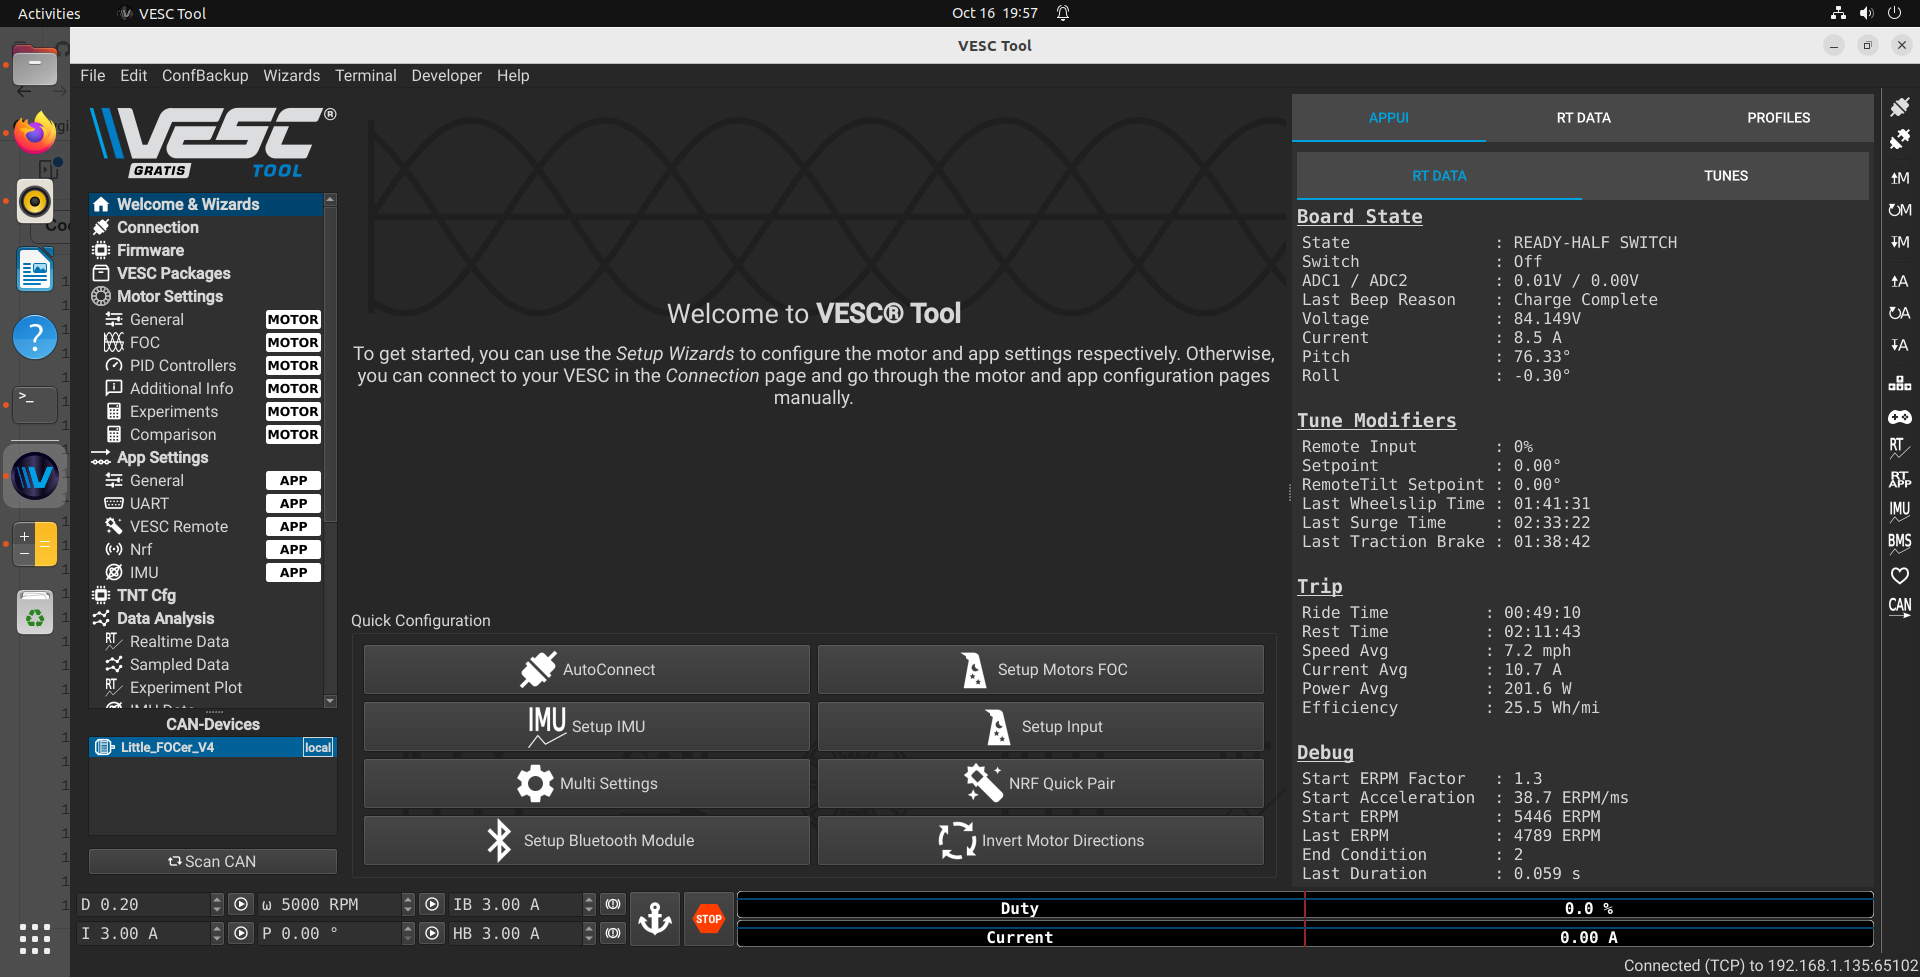 Activities
VESC Tool
Oct 16 19:57
VESC Tool
File Edit ConfBackup Wizards Terminal Developer Help
VESC®
GRATIS
TOOL
Welcome & Wizards
Connection
Firmware
VESC Packages
Motor Settings
General MOTOR
FOC MOTOR
PID Controllers MOTOR
Additional Info MOTOR
Experiments MOTOR
Comparison MOTOR
App Settings
General APP
UART APP
VESC Remote APP
Nrf APP
IMU APP
TNT Cfg
Data Analysis
Realtime Data
Sampled Data
Experiment Plot
CAN-Devices
Little_FOCer_V4 local
Scan CAN
Welcome to VESC® Tool
To get started, you can use the Setup Wizards to configure the motor and app settings respectively. Otherwise,
you can connect to your VESC in the Connection page and go through the motor and app configuration pages
manually.
Quick Configuration
AutoConnect
Setup Motors FOC
IMU Setup IMU
Setup Input
Multi Settings
NRF Quick Pair
Setup Bluetooth Module
Invert Motor Directions
APPUI RT DATA PROFILES
RT DATA TUNES
Board State
State : READY-HALF SWITCH
Switch : Off
ADC1 / ADC2 : 0.01V / 0.00V
Last Beep Reason : Charge Complete
Voltage : 84.149V
Current : 8.5 A
Pitch : 76.33°
Roll : -0.30°
Tune Modifiers
Remote Input : 0%
Setpoint : 0.00°
RemoteTilt Setpoint : 0.00°
Last Wheelslip Time : 01:41:31
Last Surge Time : 02:33:22
Last Traction Brake : 01:38:42
Trip
Ride Time : 00:49:10
Rest Time : 02:11:43
Speed Avg : 7.2 mph
Current Avg : 10.7 A
Power Avg : 201.6 W
Efficiency : 25.5 Wh/mi
Debug
Start ERPM Factor : 1.3
Start Acceleration : 38.7 ERPM/ms
Start ERPM : 5446 ERPM
Last ERPM : 4789 ERPM
End Condition : 2
Last Duration : 0.059 s
M
M
M
A
A
A
RT
RT APP
IMU
BMS
CAN
D 0.20 ω 5000 RPM IB 3.00 A
I 3.00 A P 0.00 ° HB 3.00 A
STOP
Duty 0.0 %
Current 0.00 A
Connected (TCP) to 192.168.1.135:65102